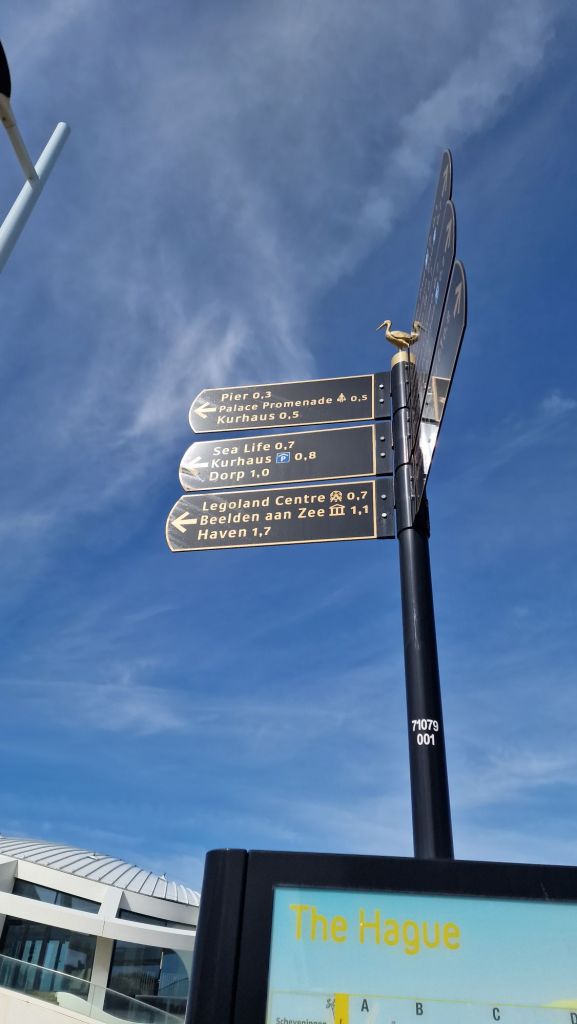 Pier 0,3
Palace Promenade 0,5
Kurhaus 0,5
Sea Life 0,7
Kurhaus P 0,8
Dorp 1,0
Legoland Centre 0,7
Beelden aan Zee 1,1
Haven 1,7
71079
001
The Hague
A B C D
Scheveningen